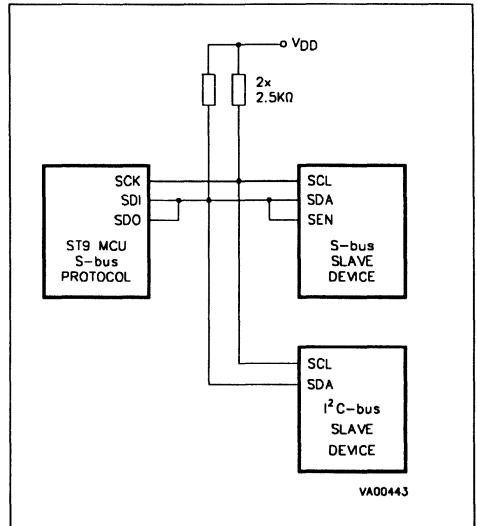 VDD
2x
2.5KΩ
SCK
SDI
SDO
ST9 MCU
S-bus
PROTOCOL
SCL
SDA
SEN
S-bus
SLAVE
DEVICE
SCL
SDA
I²C-bus
SLAVE
DEVICE
VA00443